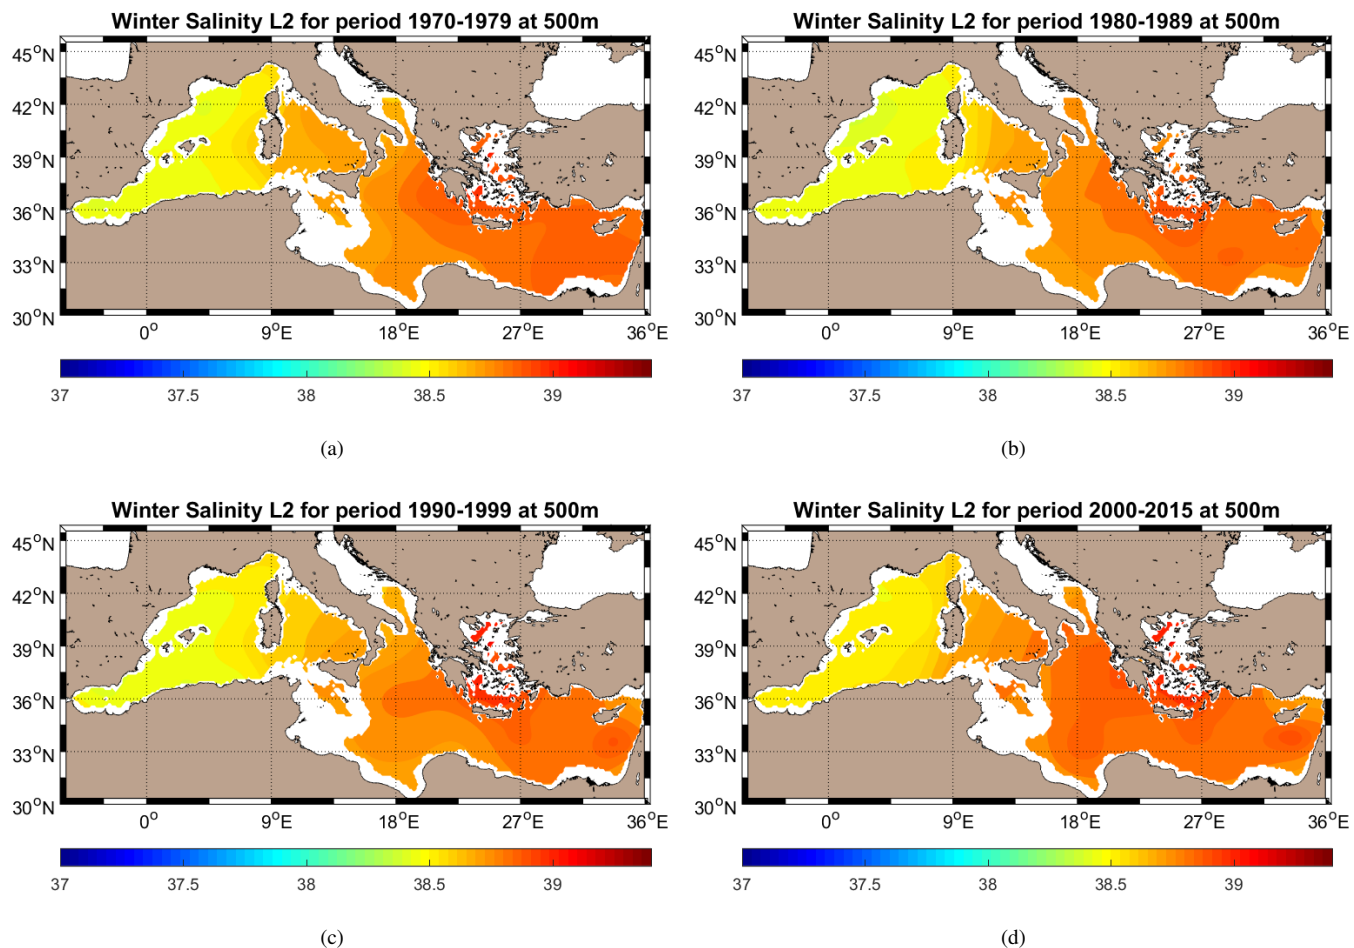 Winter Salinity L2 for period 1970-1979 at 500m
45°N
42°N
39°N
36°N
33°N
30°N
0° 9°E 18°E 27°E 36°E
37 37.5 38 38.5 39
(a)
Winter Salinity L2 for period 1980-1989 at 500m
45°N
42°N
39°N
36°N
33°N
30°N
0° 9°E 18°E 27°E 36°E
37 37.5 38 38.5 39
(b)
Winter Salinity L2 for period 1990-1999 at 500m
45°N
42°N
39°N
36°N
33°N
30°N
0° 9°E 18°E 27°E 36°E
37 37.5 38 38.5 39
(c)
Winter Salinity L2 for period 2000-2015 at 500m
45°N
42°N
39°N
36°N
33°N
30°N
0° 9°E 18°E 27°E 36°E
37 37.5 38 38.5 39
(d)